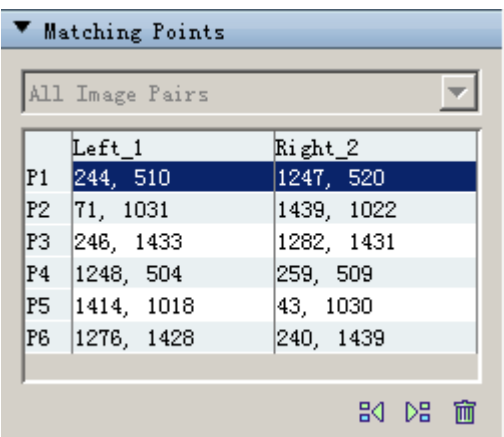 Matching Points
All Image Pairs
Left_1 Right_2
P1 244, 510 1247, 520
P2 71, 1031 1439, 1022
P3 246, 1433 1282, 1431
P4 1248, 504 259, 509
P5 1414, 1018 43, 1030
P6 1276, 1428 240, 1439